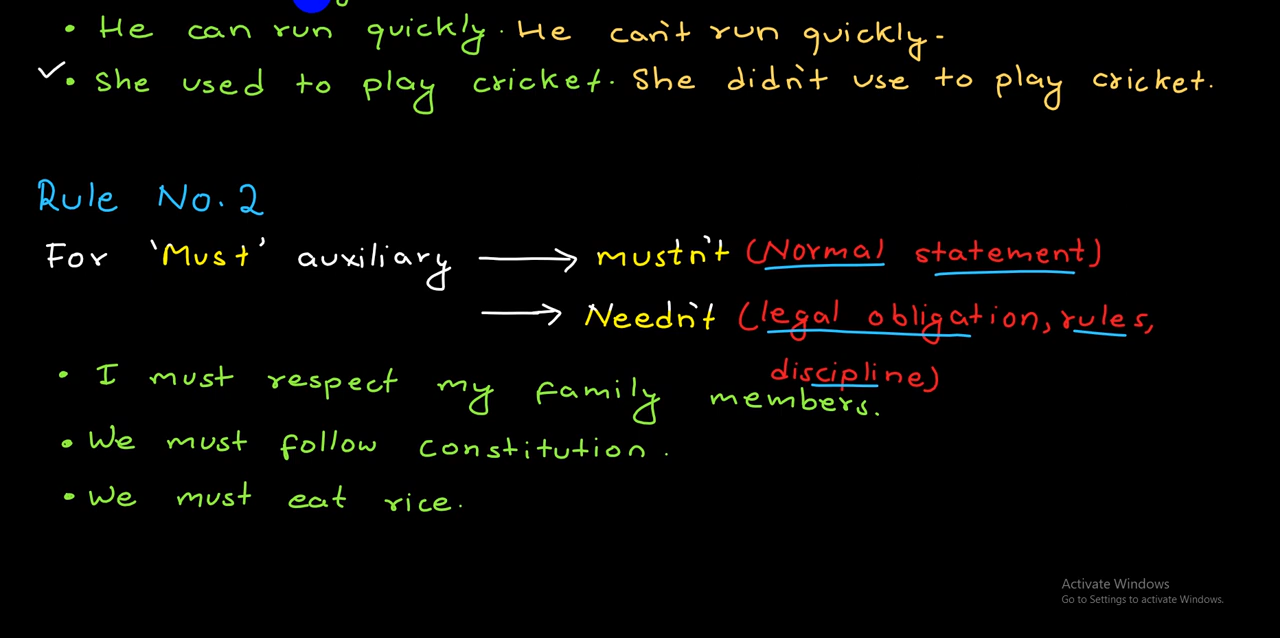 • He can run quickly. He can't run quickly-
✓• She used to play cricket. She didn't use to play cricket.
Rule No.2
For 'Must' auxiliary → mustn't (Normal statement)
→ Needn't (legal obligation, rules,
discipline)
• I must respect my family members.
• We must follow constitution.
• We must eat rice.
Activate Windows
Go to Settings to activate Windows.